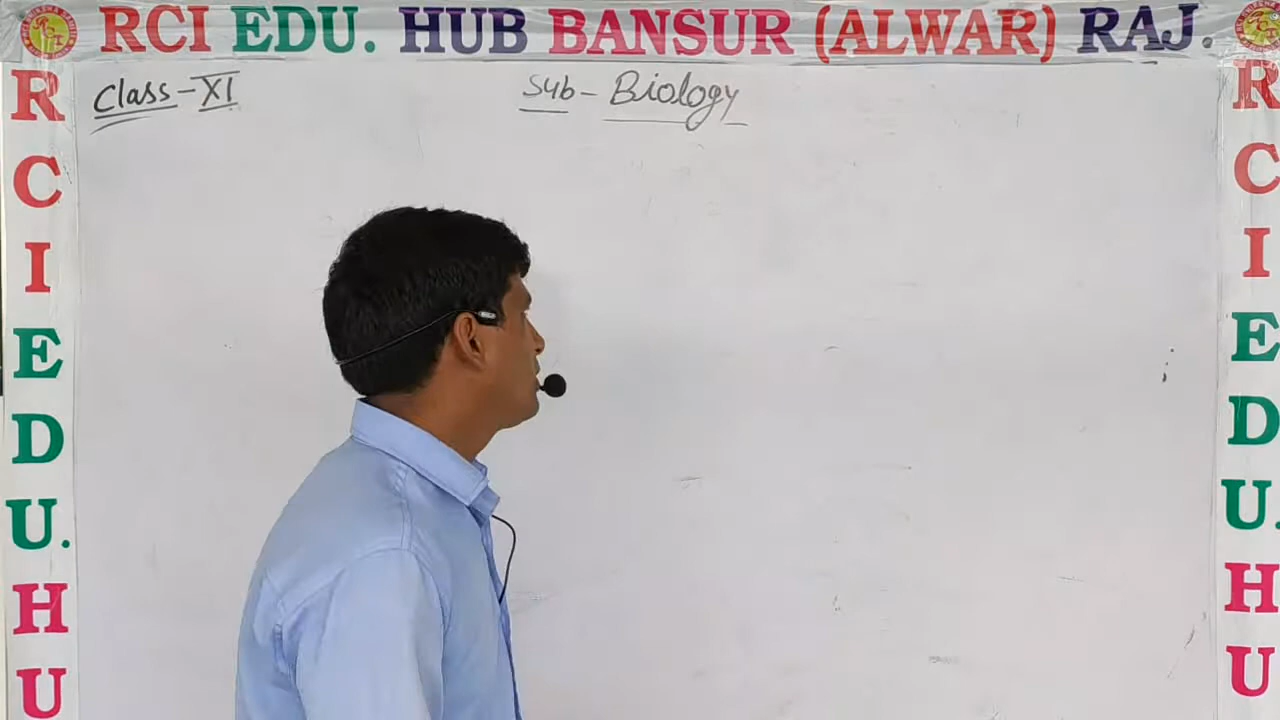 RCI EDU. HUB BANSUR (ALWAR) RAJ.
Class - XI
Sub - Biology
R
C
I
E
D
U.
H
U
R
C
I
E
D
U.
H
U